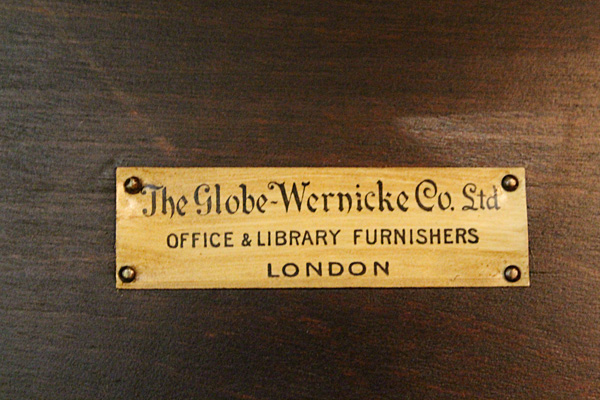 The Globe-Wernicke Co. Ltd
OFFICE & LIBRARY FURNISHERS
LONDON